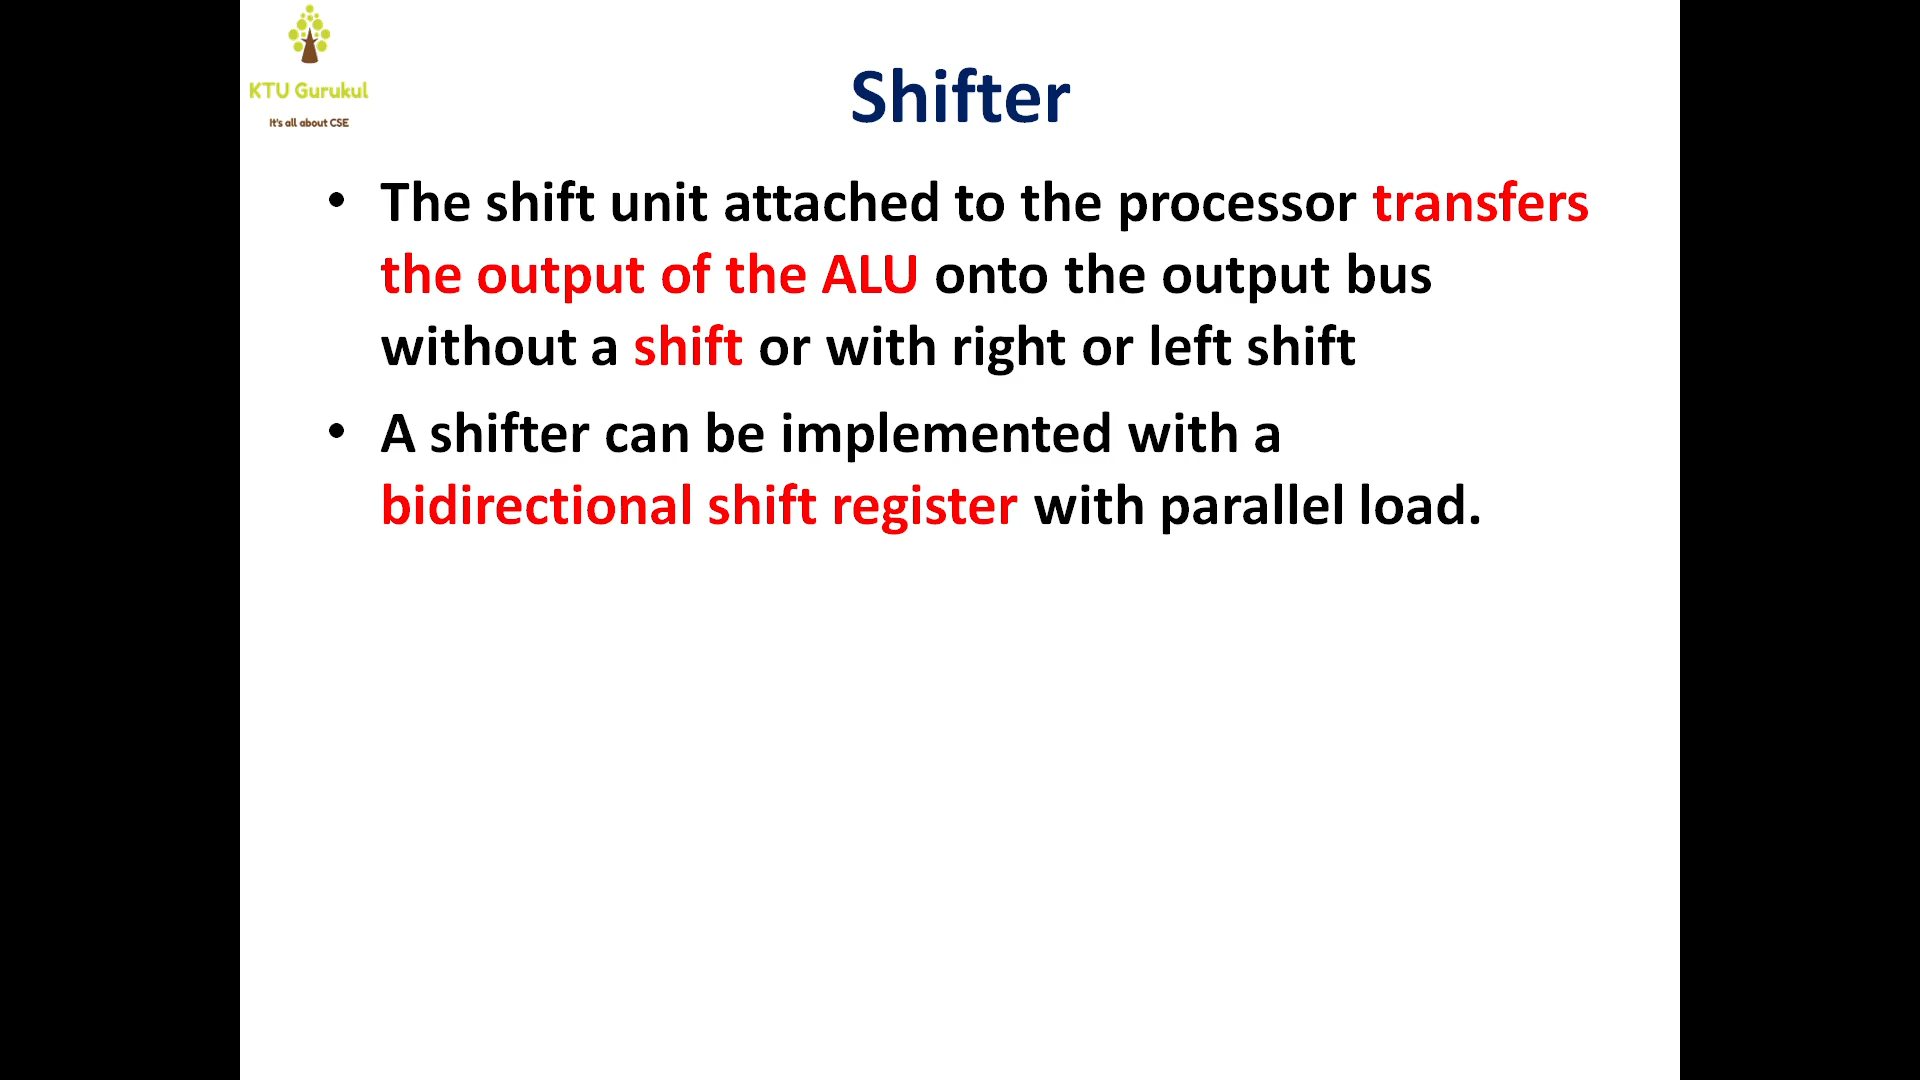 KTU Gurukul
It's all about CSE
Shifter
• The shift unit attached to the processor transfers
the output of the ALU onto the output bus
without a shift or with right or left shift
• A shifter can be implemented with a
bidirectional shift register with parallel load.